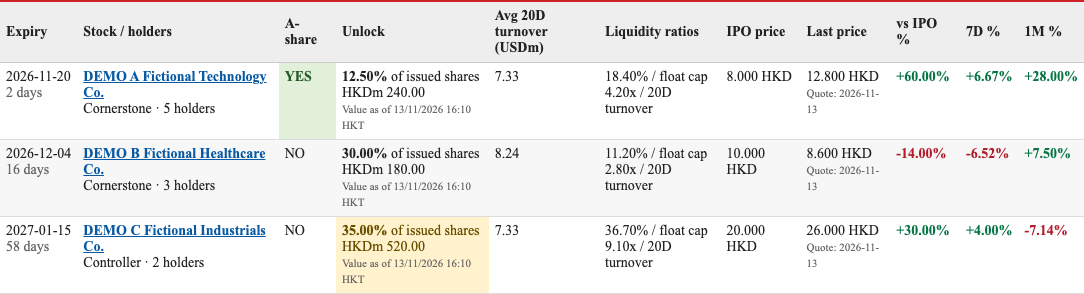 Expiry Stock / holders A-share Unlock Avg 20D turnover (USDm) Liquidity ratios IPO price Last price vs IPO % 7D % 1M %
2026-11-20 DEMO A Fictional Technology YES 12.50% of issued shares 7.33 18.40% / float cap 8.000 HKD 12.800 HKD +60.00% +6.67% +28.00%
2 days Co. HKDm 240.00 4.20x / 20D Quote: 2026-11-
Cornerstone · 5 holders Value as of 13/11/2026 16:10 turnover 13
HKT
2026-12-04 DEMO B Fictional Healthcare NO 30.00% of issued shares 8.24 11.20% / float cap 10.000 8.600 HKD -14.00% -6.52% +7.50%
16 days Co. HKDm 180.00 2.80x / 20D HKD Quote: 2026-11-
Cornerstone · 3 holders Value as of 13/11/2026 16:10 turnover 13
HKT
2027-01-15 DEMO C Fictional Industrials NO 35.00% of issued shares 7.33 36.70% / float cap 20.000 26.000 HKD +30.00% +4.00% -7.14%
58 days Co. HKDm 520.00 9.10x / 20D HKD Quote: 2026-11-
Controller · 2 holders Value as of 13/11/2026 16:10 turnover 13
HKT